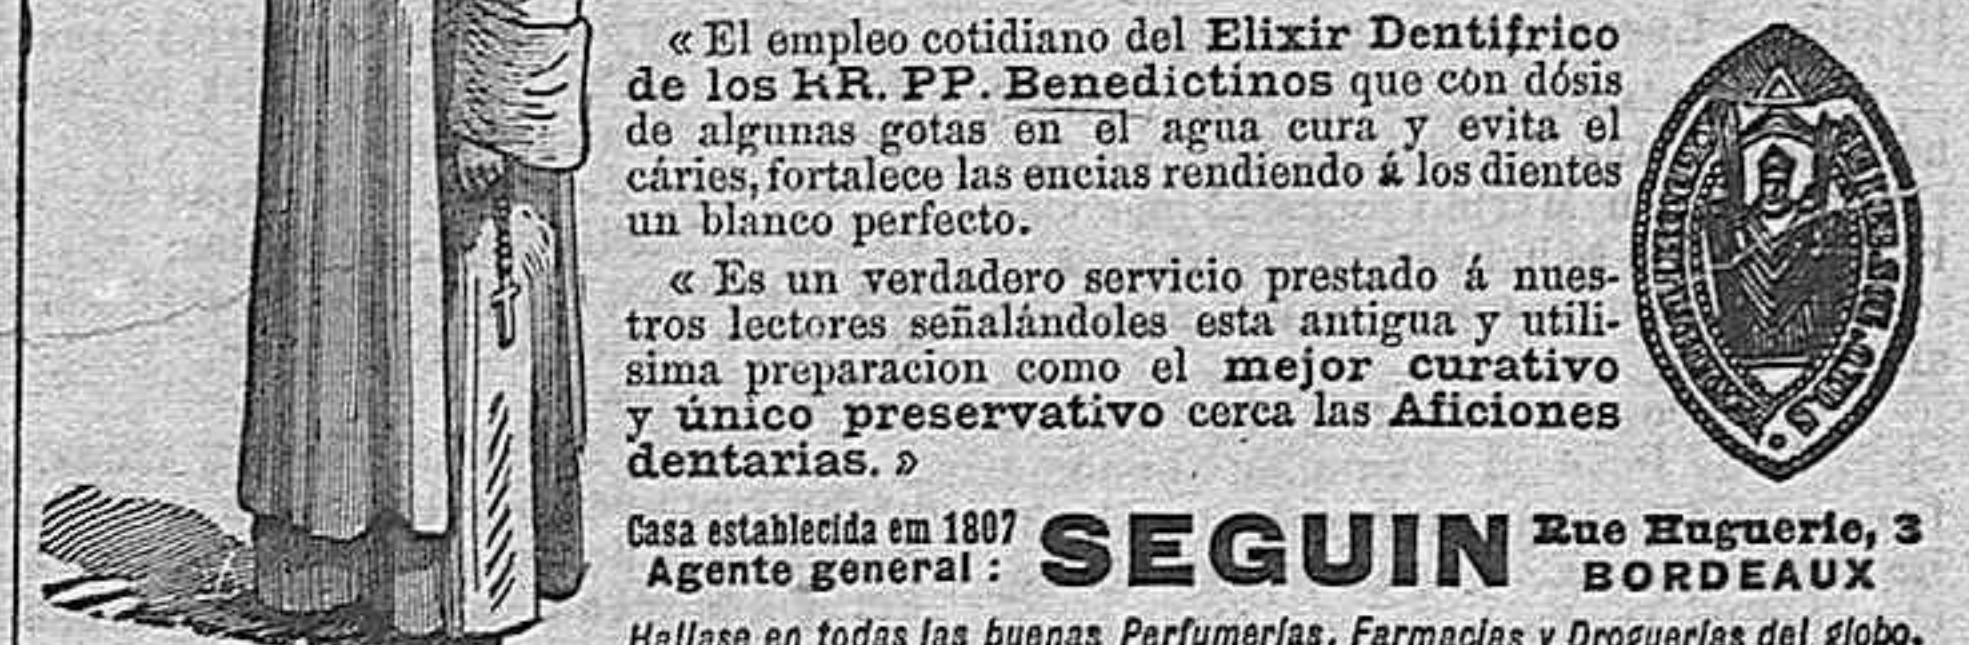 « El empleo cotidiano del Elixir Dentifrico
de los RR. PP. Benedictinos que con dósis
de algunas gotas en el agua cura y evita el
cáries, fortalece las encias rendiendo á los dientes
un blanco perfecto.
« Es un verdadero servicio prestado á nues-
tros lectores señalándoles esta antigua y utili-
sima preparacion como el mejor curativo
y único preservativo cerca las Aficiones
dentarias. »
Casa establecida em 1807
Agente general :
SEGUIN
Rue Huguerie, 3
BORDEAUX
Hallase en todas las buenas Perfumerías, Farmacias y Droguerías del globo.